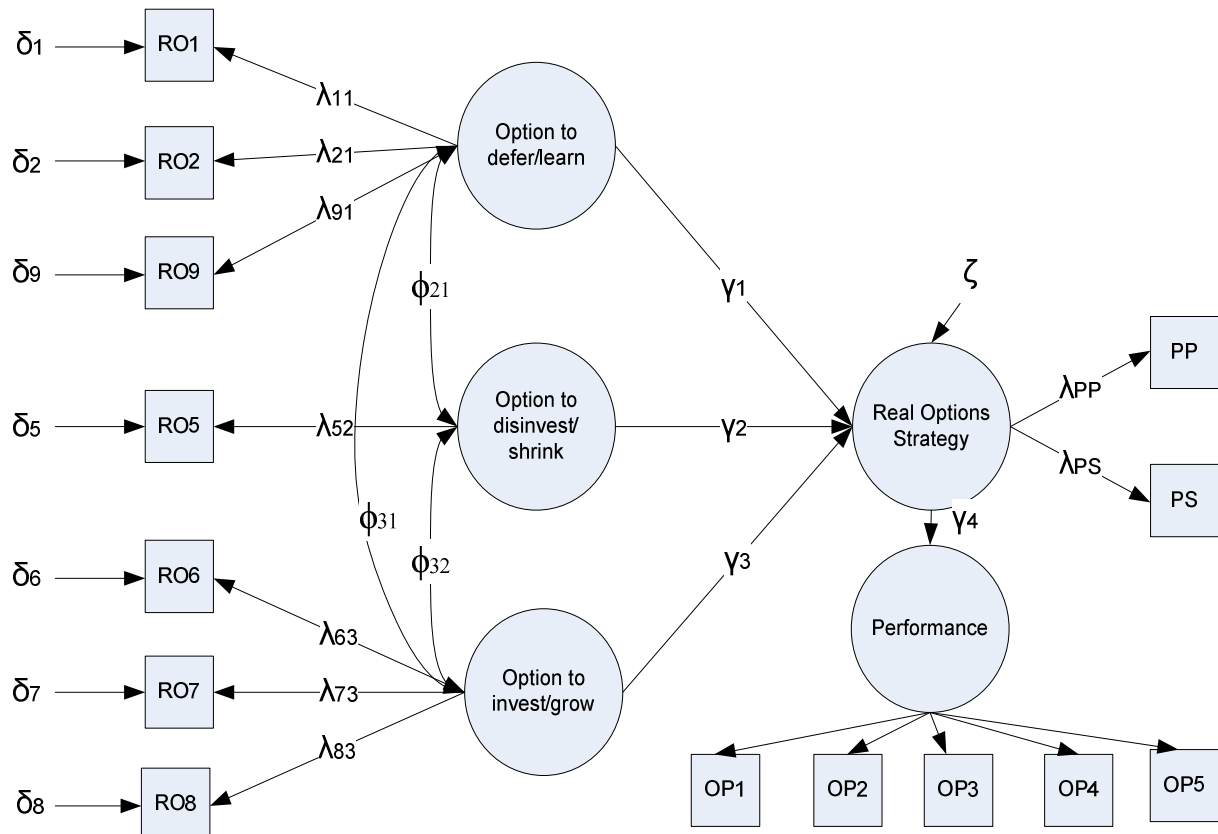 δ1
RO1
λ11
δ2
RO2
λ21
λ91
δ9
RO9
Option to
defer/learn
ϕ21
γ1
ζ
δ5
RO5
λ52
Option to
disinvest/
shrink
γ2
Real Options
Strategy
λPP
PP
λPS
PS
ϕ31
ϕ32
γ3
γ4
δ6
RO6
λ63
δ7
RO7
λ73
λ83
δ8
RO8
Option to
invest/grow
Performance
OP1
OP2
OP3
OP4
OP5